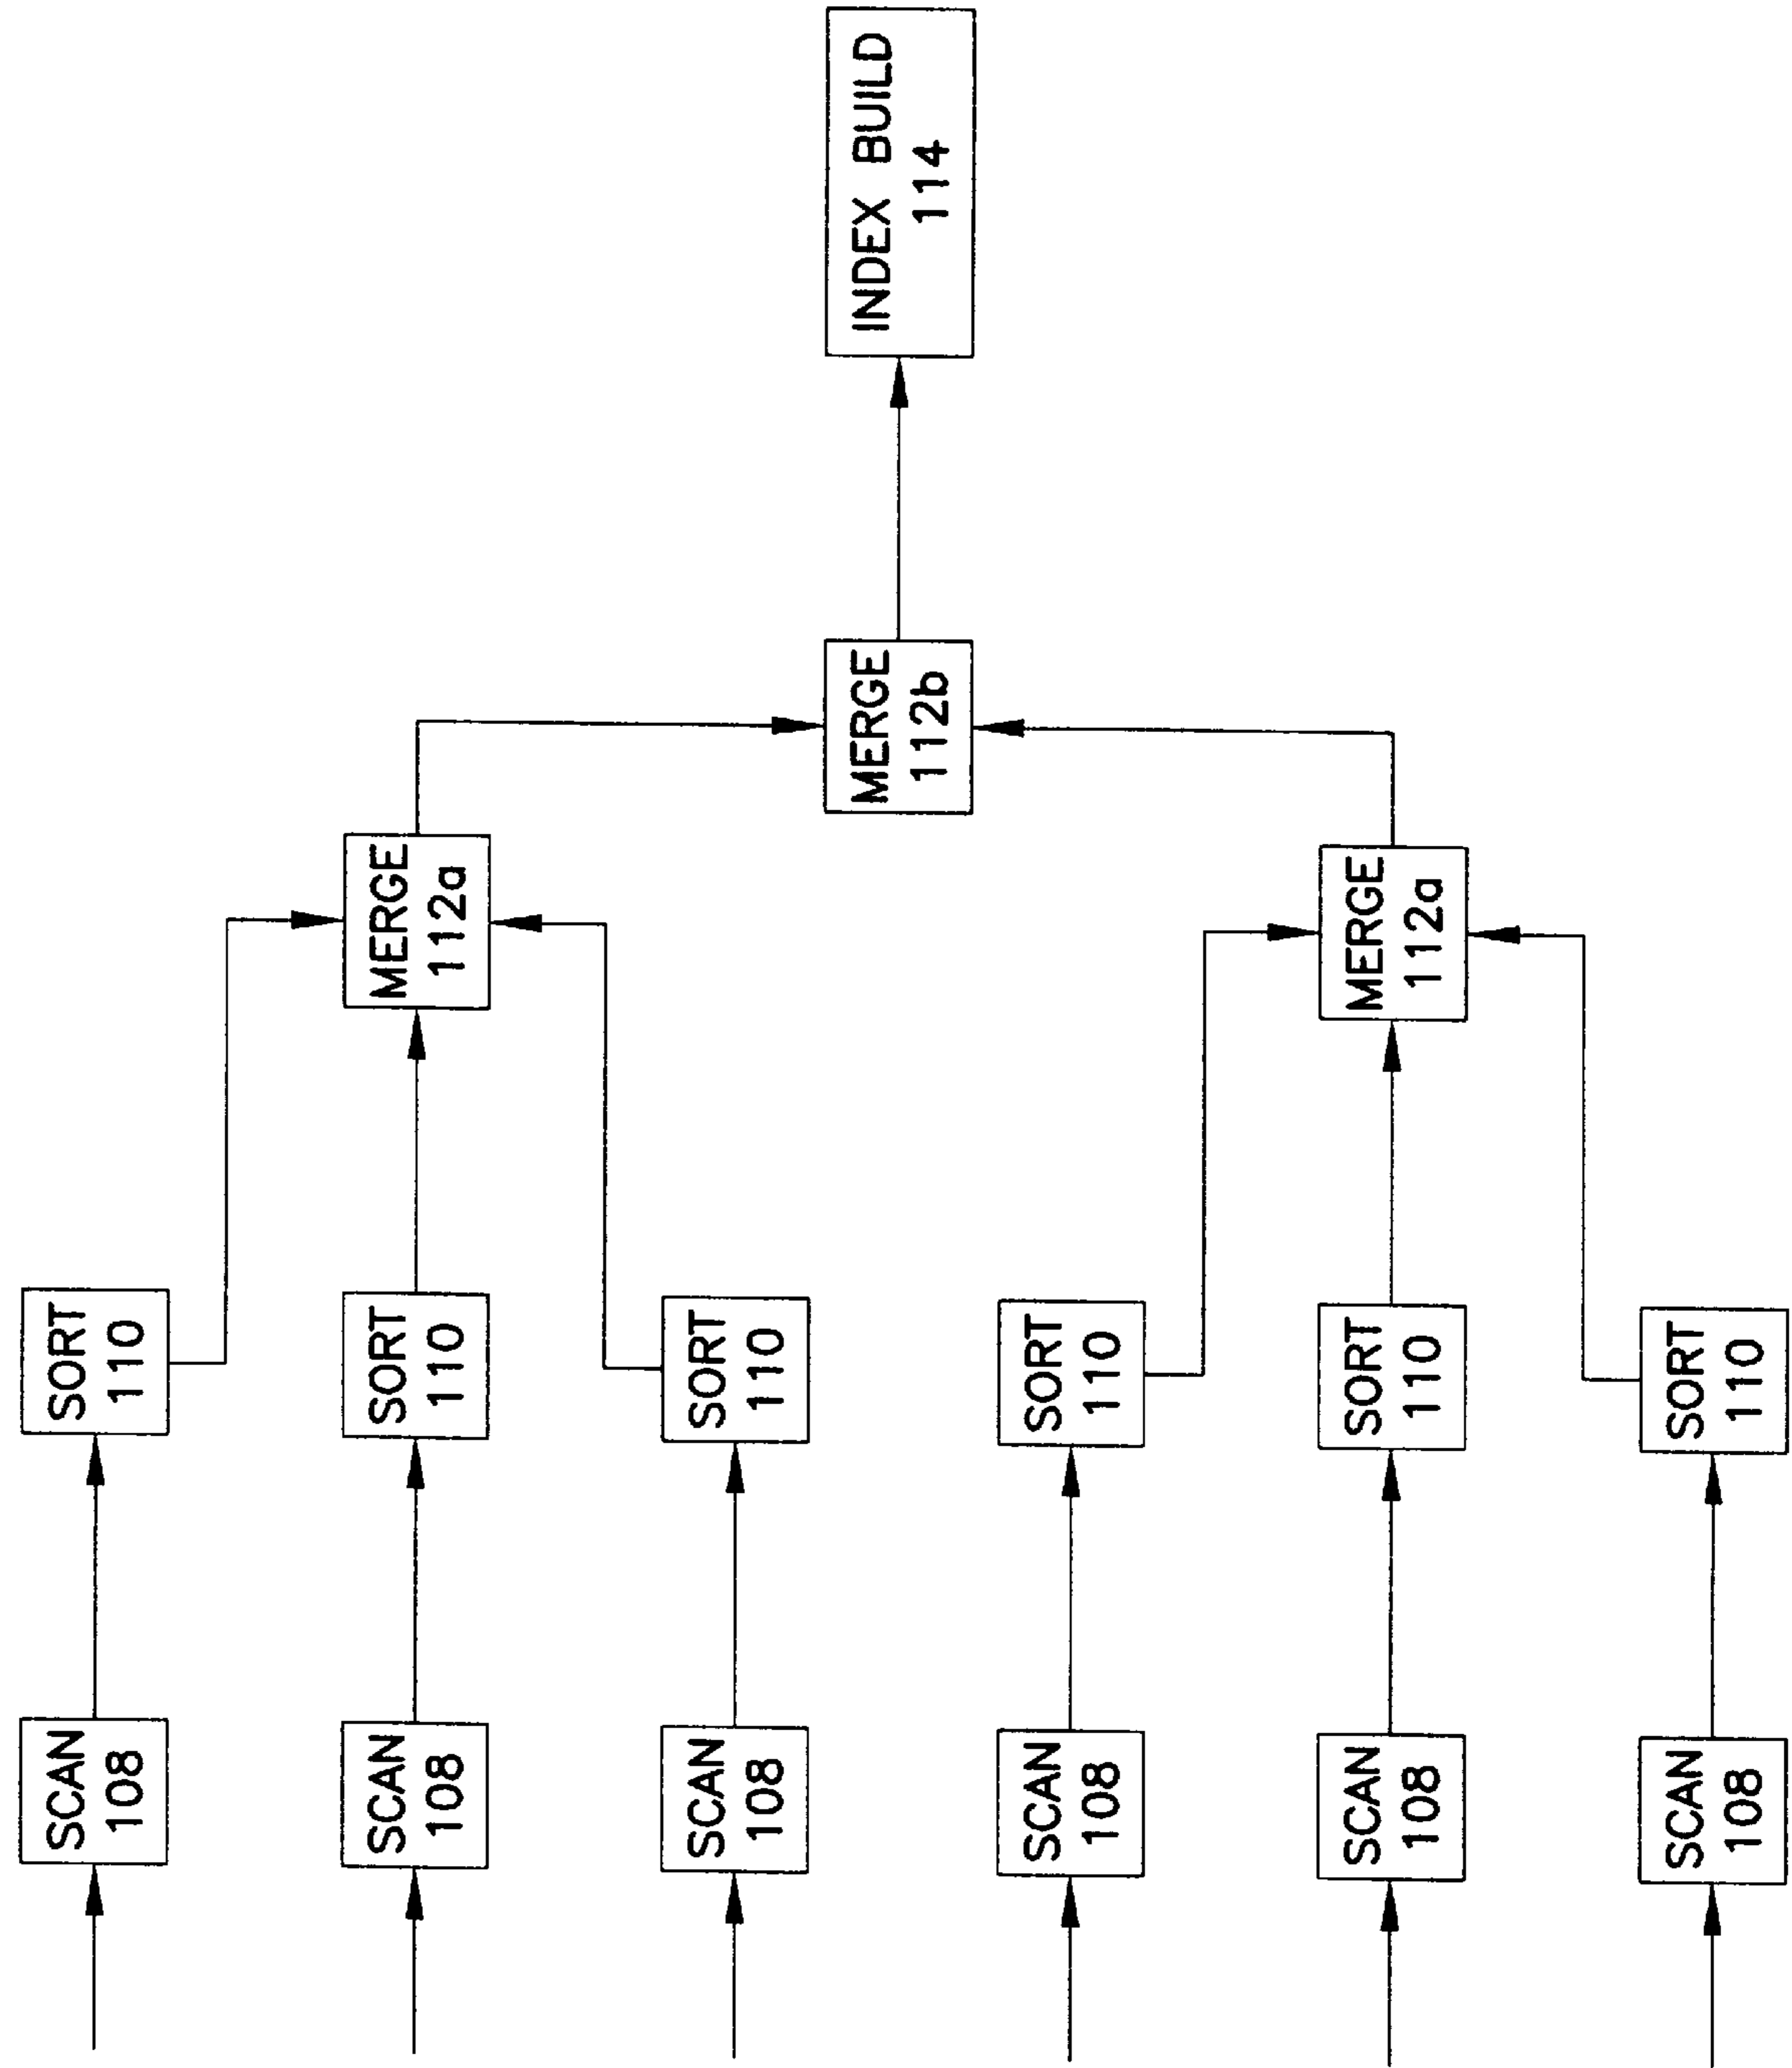 SCAN
108
SCAN
108
SCAN
108
SCAN
108
SCAN
108
SCAN
108
SORT
110
SORT
110
SORT
110
SORT
110
SORT
110
SORT
110
MERGE
112a
MERGE
112a
MERGE
112b
INDEX BUILD
114